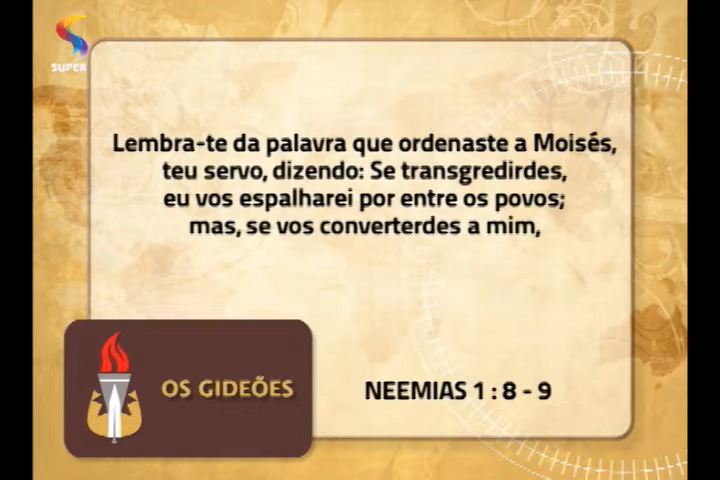 SUPER
Lembra-te da palavra que ordenaste a Moisés,
teu servo, dizendo: Se transgredirdes,
eu vos espalharei por entre os povos;
mas, se vos converterdes a mim,
OS GIDEÕES
NEEMIAS 1 : 8 - 9